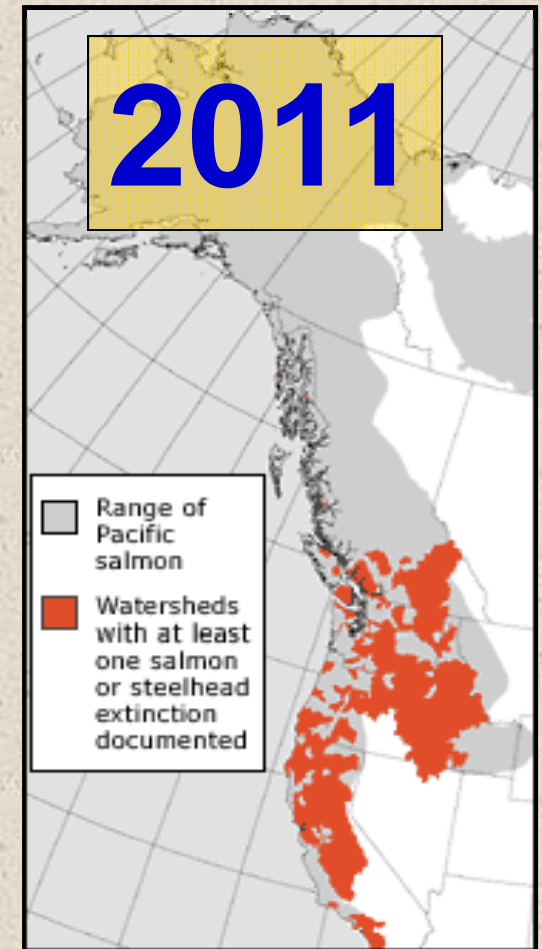 2011
Range of
Pacific
salmon
Watersheds
with at least
one salmon
or steelhead
extinction
documented